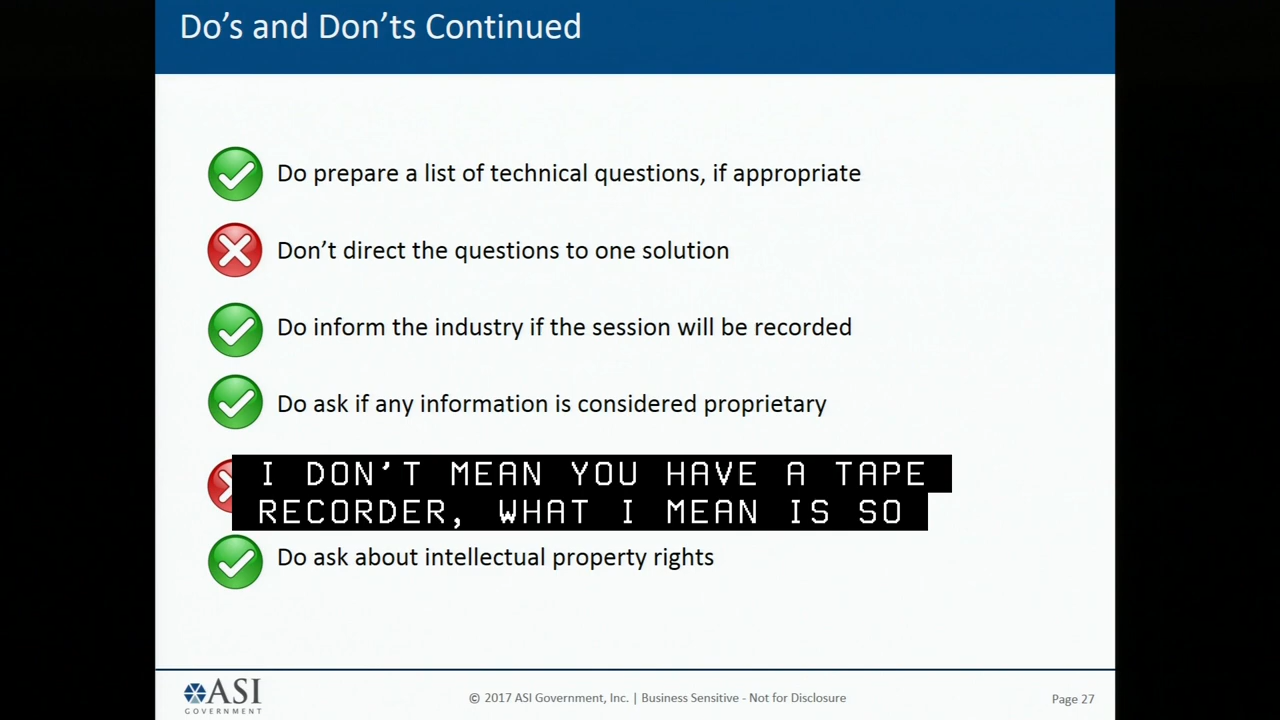 Do’s and Don’ts Continued
Do prepare a list of technical questions, if appropriate
Don’t direct the questions to one solution
Do inform the industry if the session will be recorded
Do ask if any information is considered proprietary
I DON’T MEAN YOU HAVE A TAPE
RECORDER, WHAT I MEAN IS SO
Do ask about intellectual property rights
ASI
GOVERNMENT
© 2017 ASI Government, Inc. | Business Sensitive - Not for Disclosure
Page 27